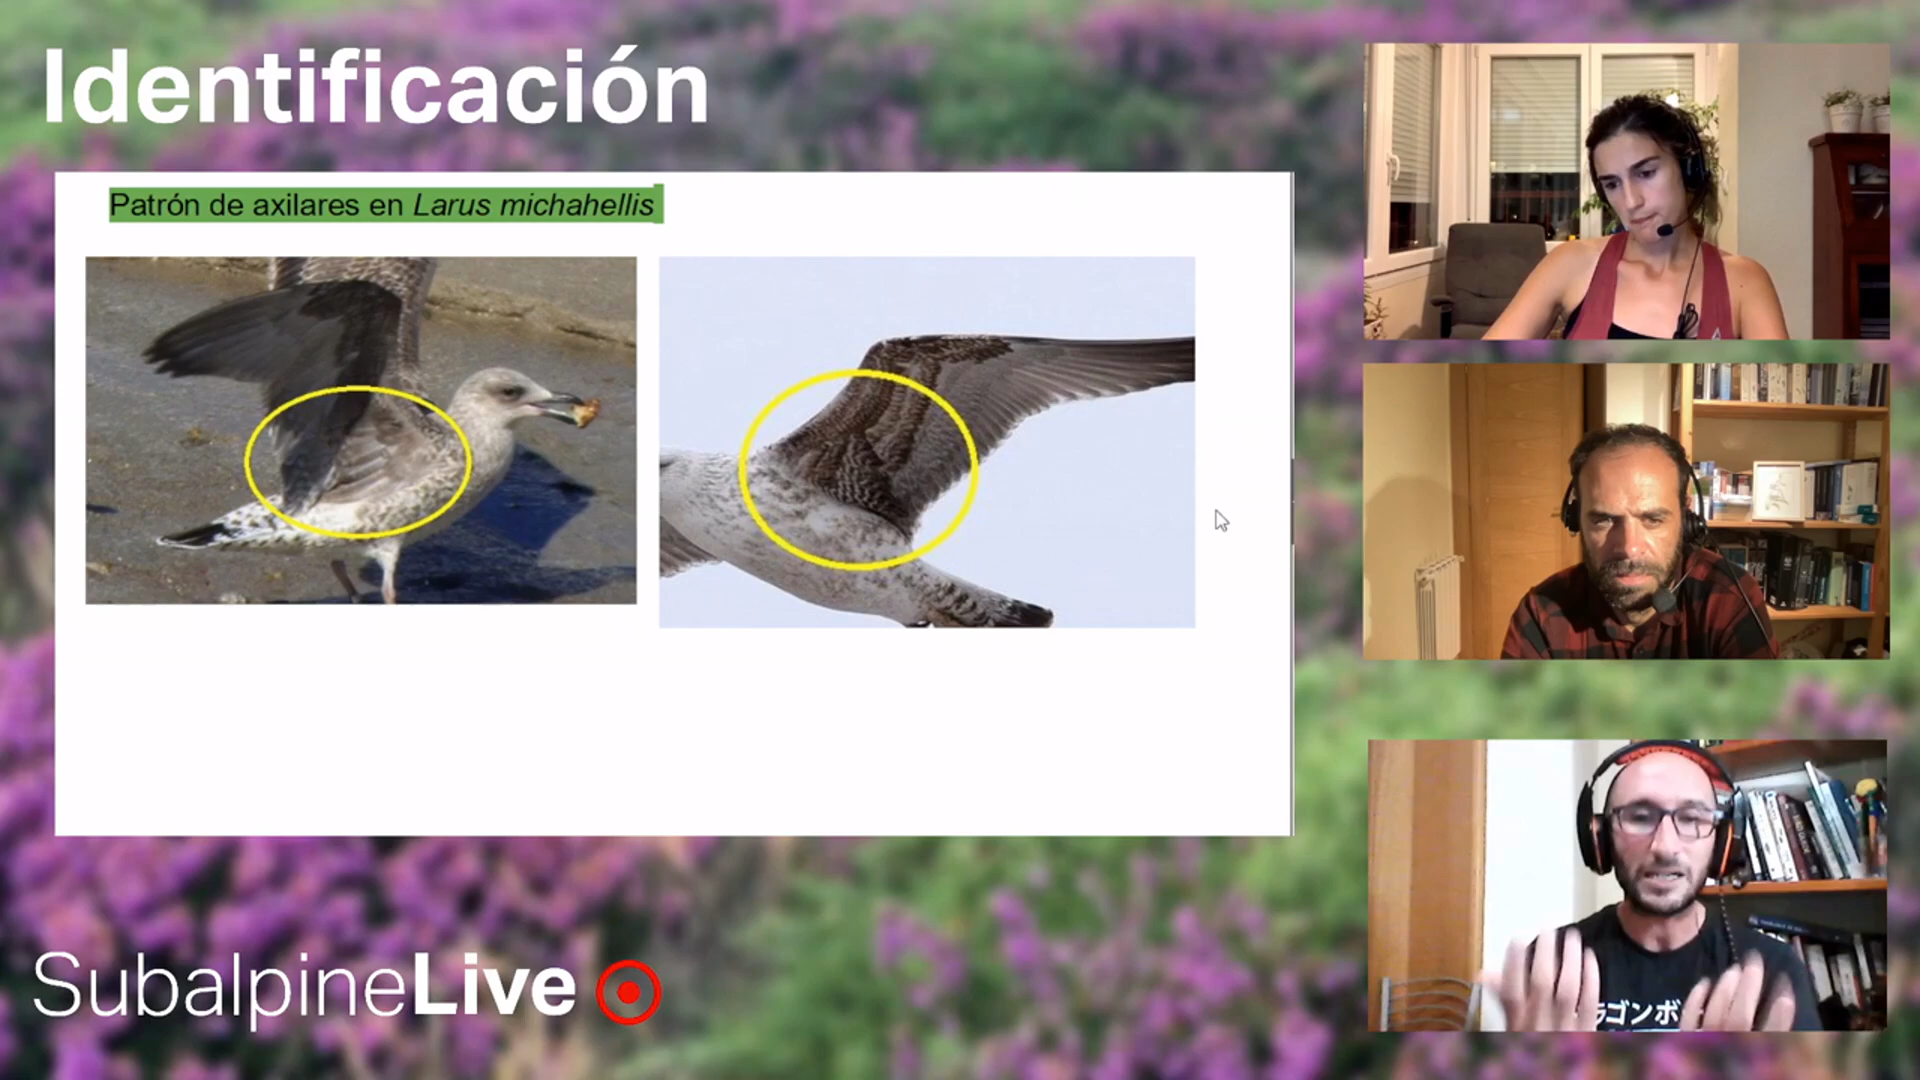 Identificación
Patrón de axilares en Larus michahellis
SubalpineLive
ラゴンボ